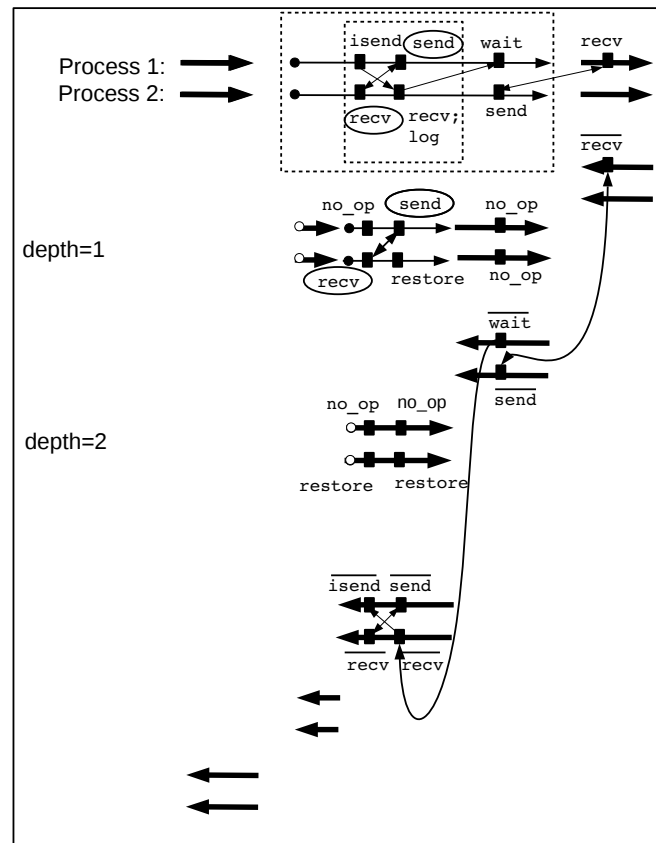 isend send wait recv
Process 1:
Process 2:
recv recv; send
log
recv
no_op send no_op
depth=1
recv restore no_op
wait
send
no_op no_op
depth=2
restore restore
isend send
recv recv